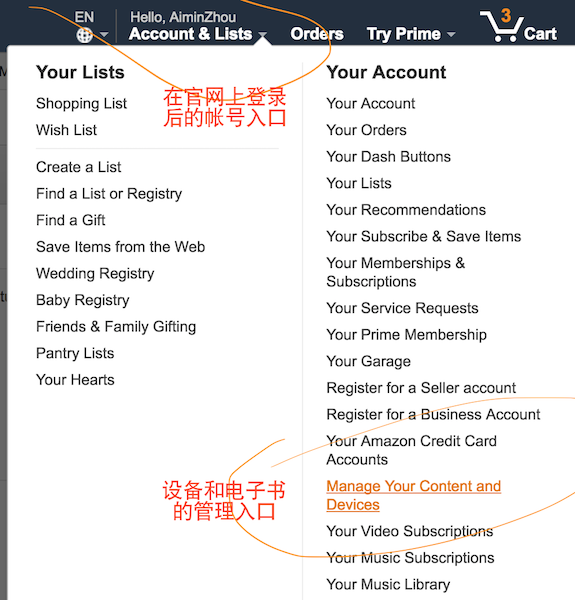 EN
Hello, AiminZhou
Account & Lists
Orders
Try Prime
3
Cart
Your Lists
Shopping List
Wish List
Create a List
Find a List or Registry
Find a Gift
Save Items from the Web
Wedding Registry
Baby Registry
Friends & Family Gifting
Pantry Lists
Your Hearts
在官网上登录
后的帐号入口
设备和电子书
的管理入口
Your Account
Your Account
Your Orders
Your Dash Buttons
Your Lists
Your Recommendations
Your Subscribe & Save Items
Your Memberships &
Subscriptions
Your Service Requests
Your Prime Membership
Your Garage
Register for a Seller account
Register for a Business Account
Your Amazon Credit Card
Accounts
Manage Your Content and
Devices
Your Video Subscriptions
Your Music Subscriptions
Your Music Library